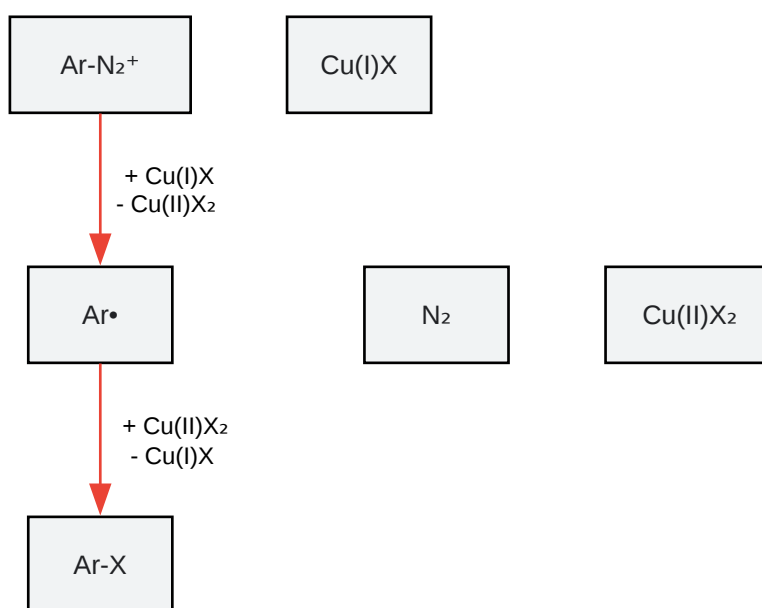 Ar-N₂⁺
Cu(I)X
+ Cu(I)X
- Cu(II)X₂
Ar•
N₂
Cu(II)X₂
+ Cu(II)X₂
- Cu(I)X
Ar-X